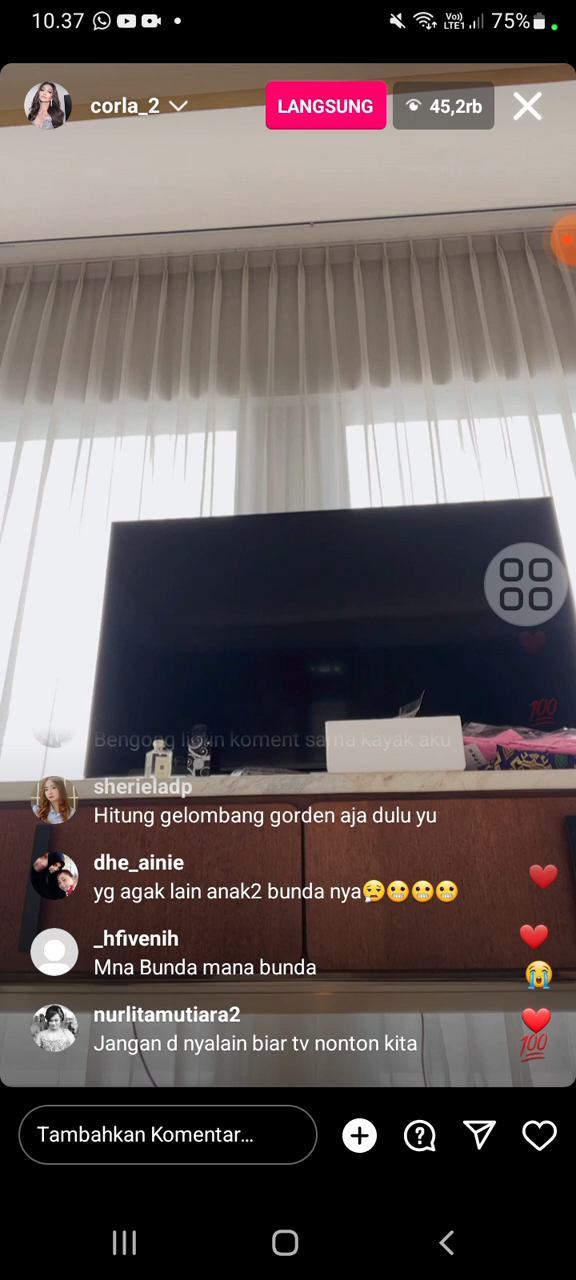 10.37
Vo))
LTE1
75%
corla_2
LANGSUNG
45,2rb
Bengong liatin koment sama kayak aku
sherieladp
Hitung gelombang gorden aja dulu yu
dhe_ainie
yg agak lain anak2 bunda nya😮‍💨😬😬😬
_hfivenih
Mna Bunda mana bunda
nurlitamutiara2
Jangan d nyalain biar tv nonton kita
Tambahkan Komentar...